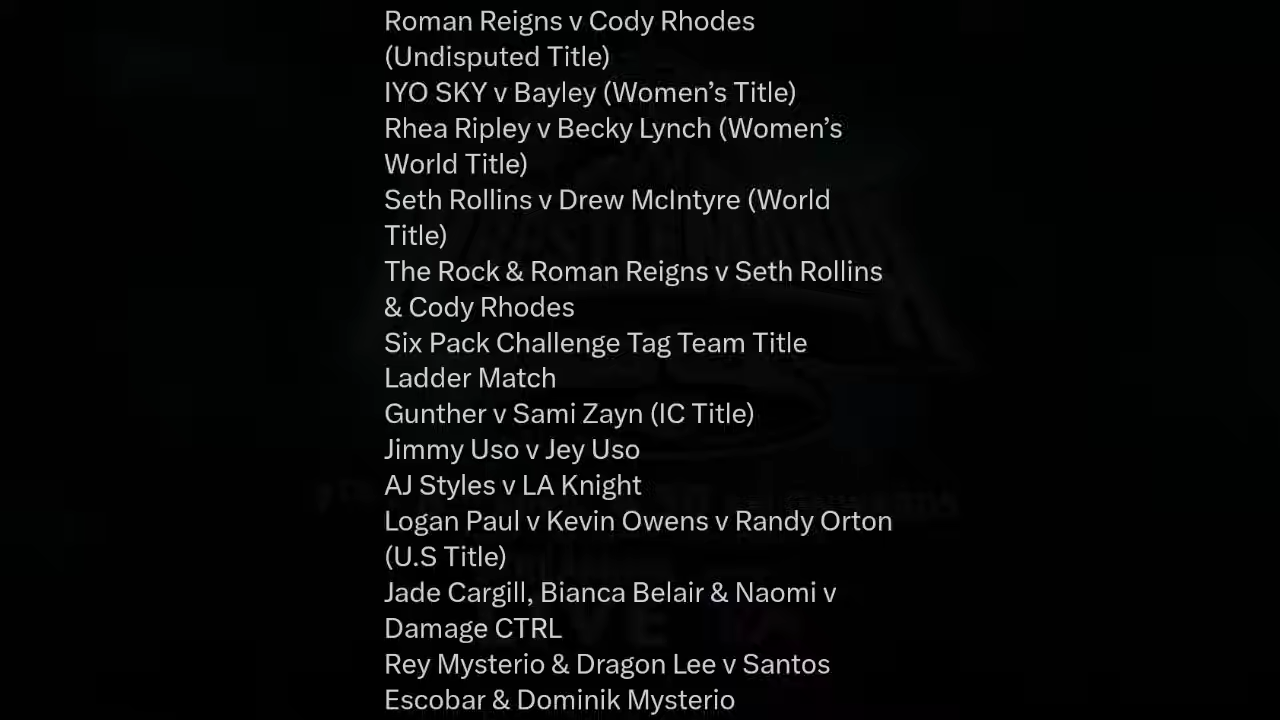 Roman Reigns v Cody Rhodes
(Undisputed Title)
IYO SKY v Bayley (Women’s Title)
Rhea Ripley v Becky Lynch (Women’s
World Title)
Seth Rollins v Drew McIntyre (World
Title)
The Rock & Roman Reigns v Seth Rollins
& Cody Rhodes
Six Pack Challenge Tag Team Title
Ladder Match
Gunther v Sami Zayn (IC Title)
Jimmy Uso v Jey Uso
AJ Styles v LA Knight
Logan Paul v Kevin Owens v Randy Orton
(U.S Title)
Jade Cargill, Bianca Belair & Naomi v
Damage CTRL
Rey Mysterio & Dragon Lee v Santos
Escobar & Dominik Mysterio